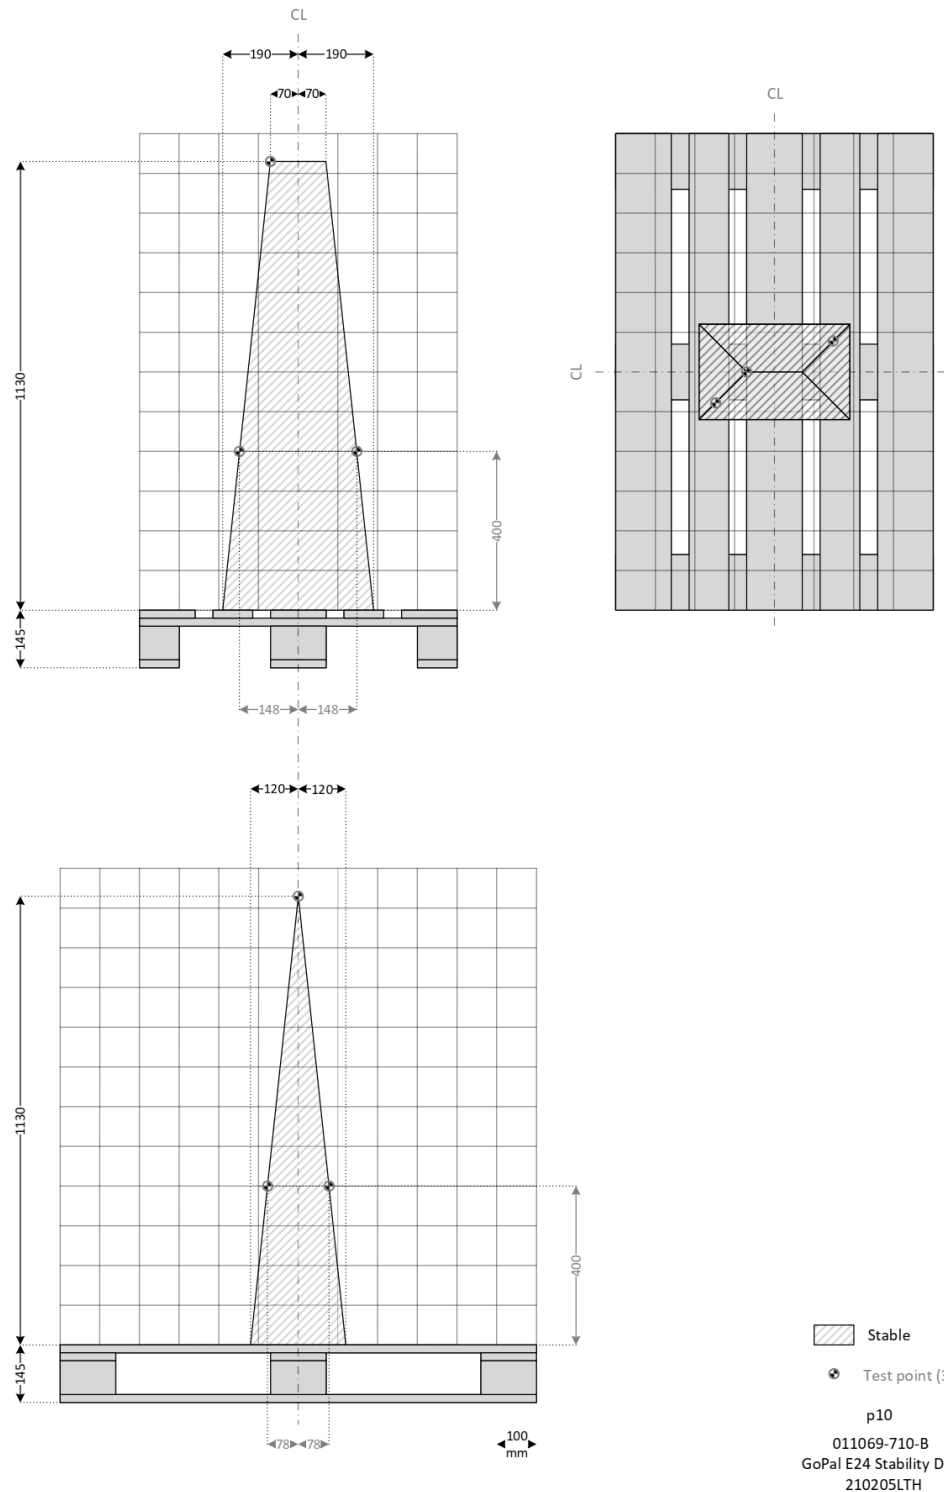 CL
190 190
70 70
CL
1130
CL
400
145
148 148
120 120
1130
400
145
78 78
100
mm
Stable
Test point (3
p10
011069-710-B
GoPal E24 Stability D
210205LTH